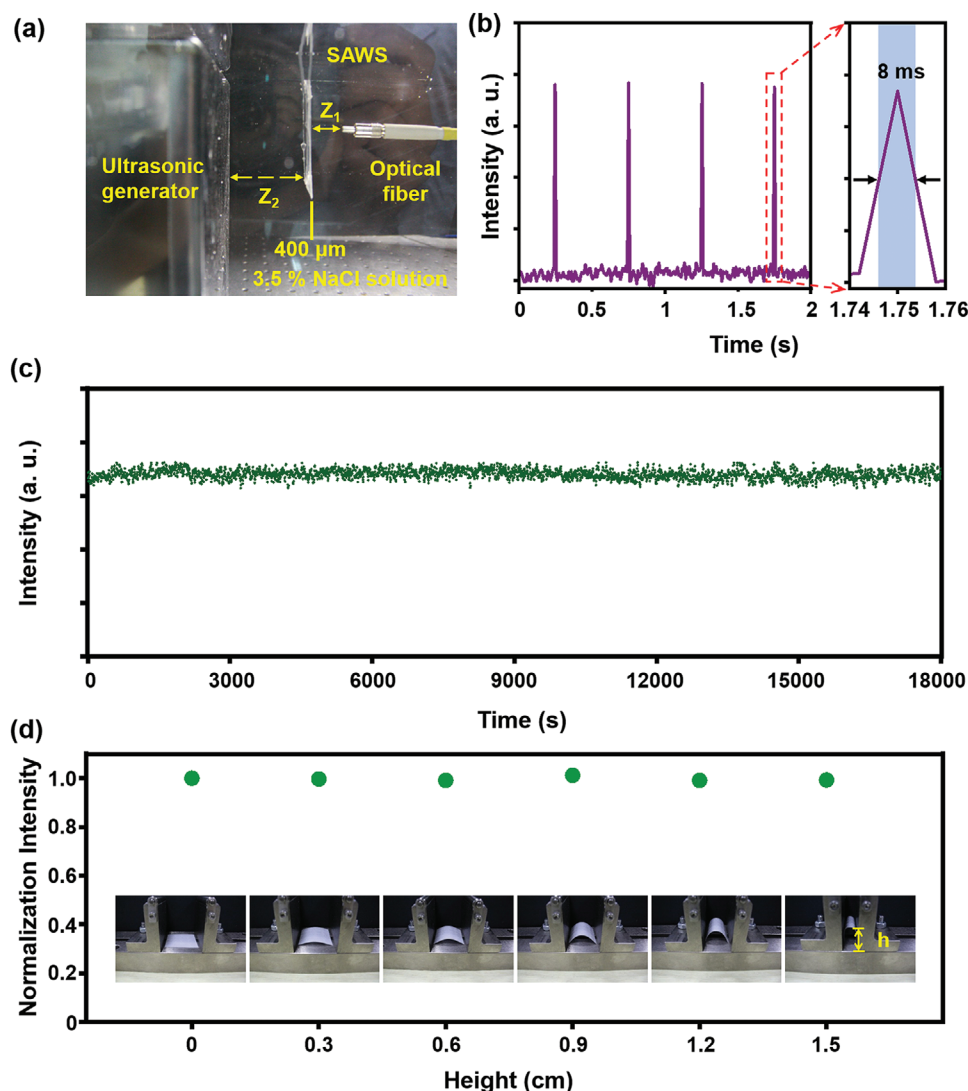 (a)
SAWS
Z1
Ultrasonic
generator
Z2
Optical
fiber
400 µm
3.5 % NaCl solution
(b)
Intensity (a. u.)
8 ms
0 0.5 1 1.5 2
1.74 1.75 1.76
Time (s)
(c)
Intensity (a. u.)
0 3000 6000 9000 12000 15000 18000
Time (s)
(d)
Normalization Intensity
1.0
0.8
0.6
0.4
0.2
0
h
0 0.3 0.6 0.9 1.2 1.5
Height (cm)